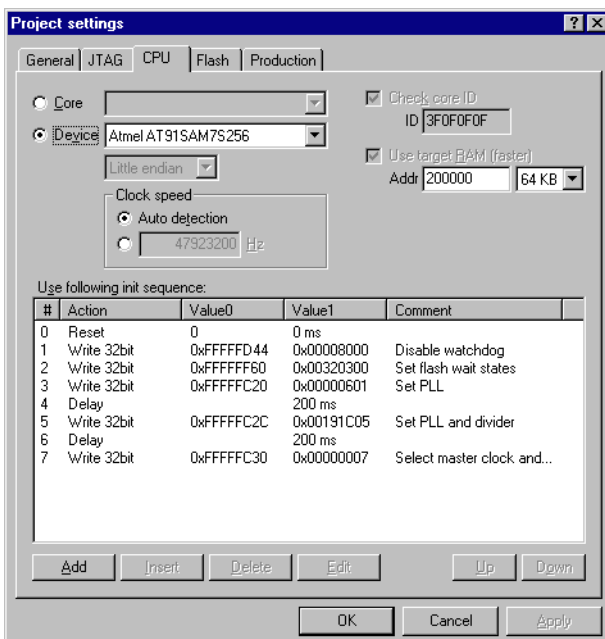 Project settings
General JTAG CPU Flash Production
Core
Check core ID
ID 3F0F0F0F
Device Atmel AT91SAM7S256
Little endian
Use target RAM (faster)
Addr 200000 64 KB
Clock speed
Auto detection
47923200 Hz
Use following init sequence:
# Action Value0 Value1 Comment
0 Reset 0 0 ms
1 Write 32bit 0xFFFFFD44 0x00008000 Disable watchdog
2 Write 32bit 0xFFFFFF60 0x00320300 Set flash wait states
3 Write 32bit 0xFFFFFC20 0x00000601 Set PLL
4 Delay 200 ms
5 Write 32bit 0xFFFFFC2C 0x00191C05 Set PLL and divider
6 Delay 200 ms
7 Write 32bit 0xFFFFFC30 0x00000007 Select master clock and...
Add Insert Delete Edit Up Down
OK Cancel Apply